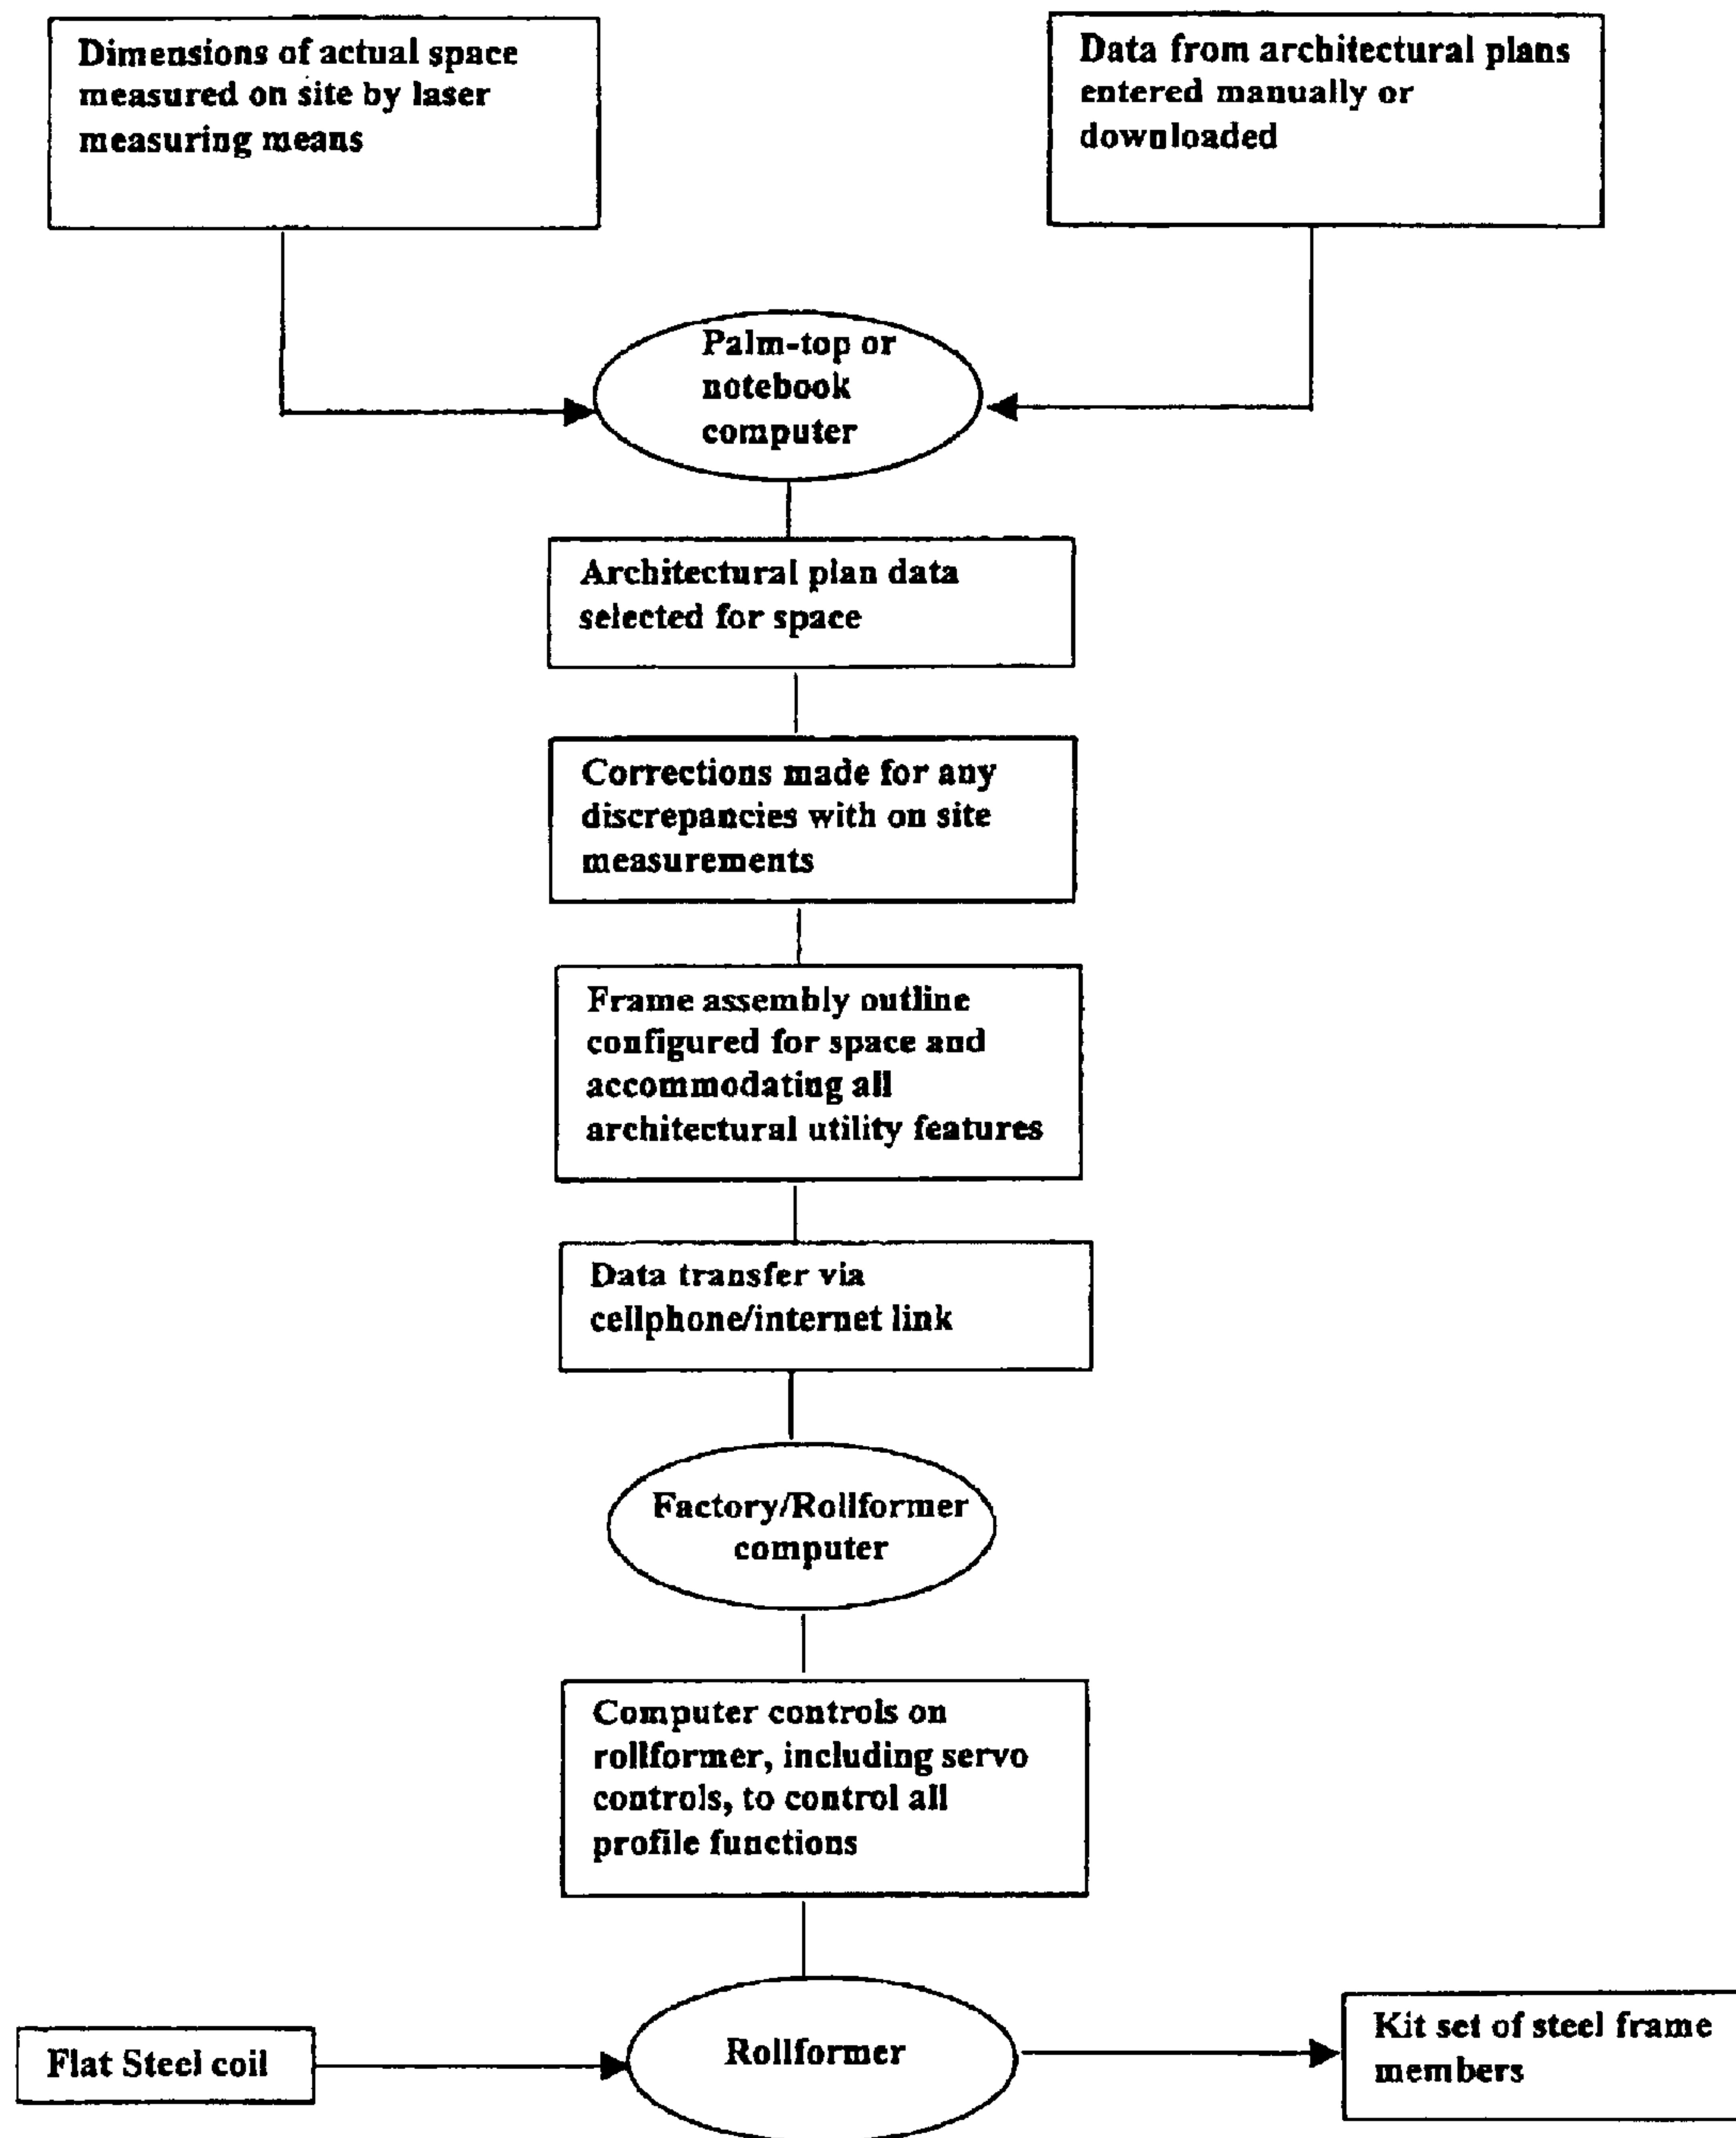 Dimensions of actual space
measured on site by laser
measuring means
Data from architectural plans
entered manually or
downloaded
Palm-top or
notebook
computer
Architectural plan data
selected for space
Corrections made for any
discrepancies with on site
measurements
Frame assembly outline
configured for space and
accommodating all
architectural utility features
Data transfer via
cellphone/internet link
Factory/Rollformer
computer
Computer controls on
rollformer, including servo
controls, to control all
profile functions
Flat Steel coil
Rollformer
Kit set of steel frame
members